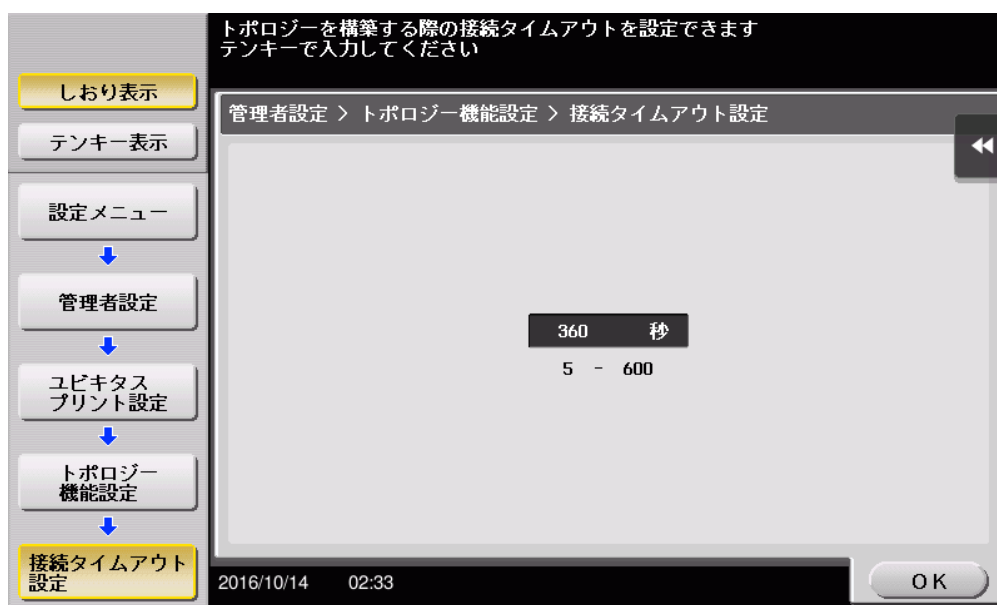 トポロジーを構築する際の接続タイムアウトを設定できます
テンキーで入力してください
しおり表示
テンキー表示
設定メニュー
管理者設定
ユビキタス
プリント設定
トポロジー
機能設定
接続タイムアウト
設定
管理者設定 > トポロジー機能設定 > 接続タイムアウト設定
360 秒
5 - 600
2016/10/14 02:33
OK